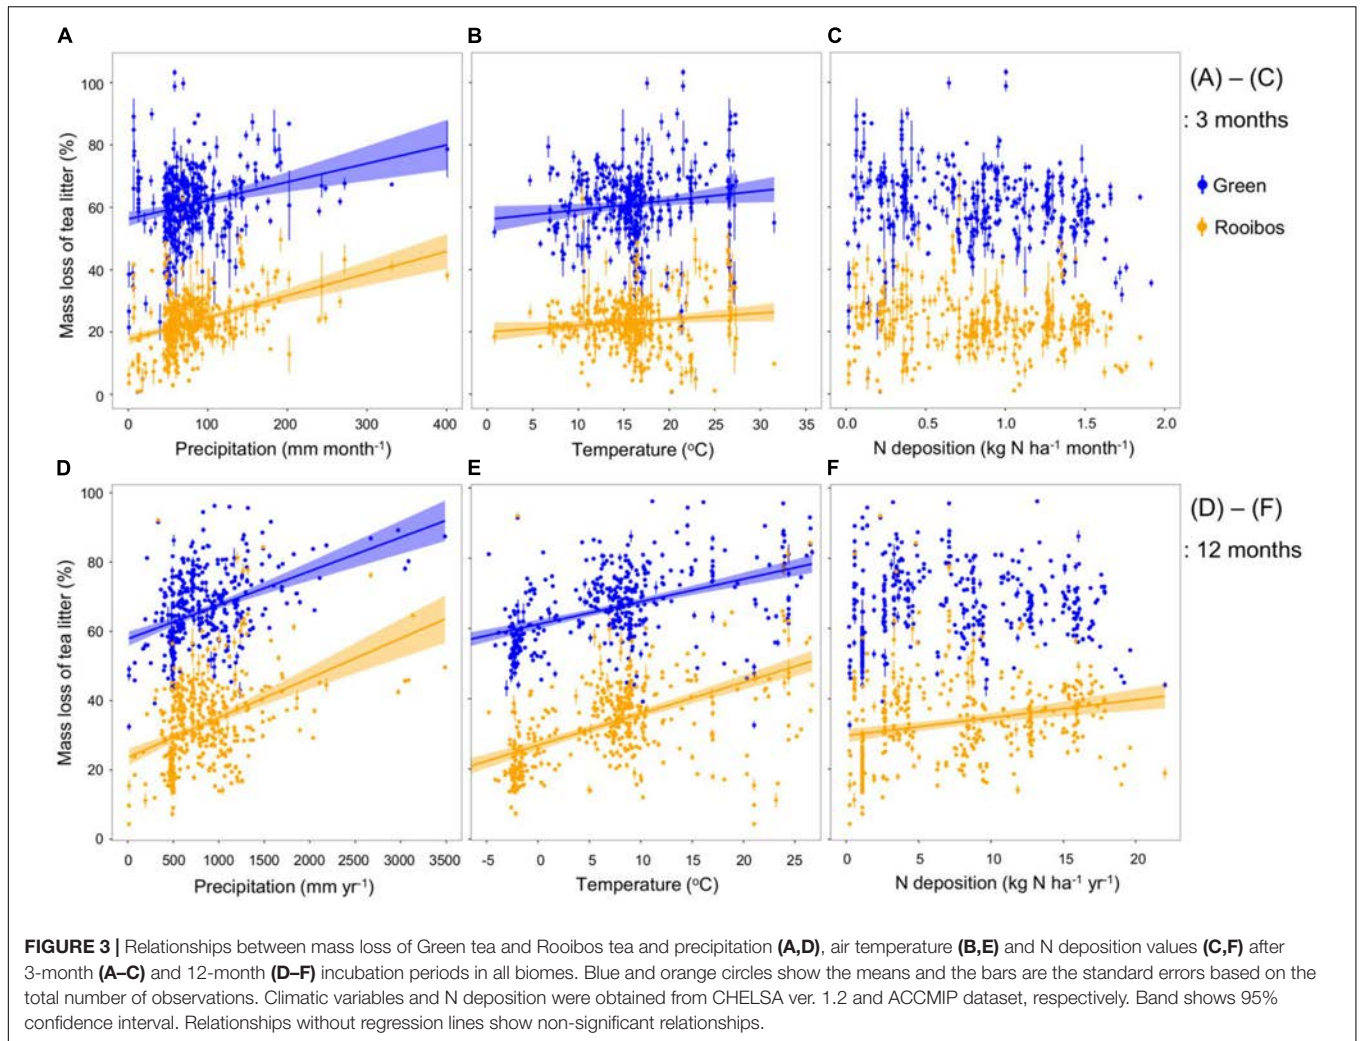 A
B
C
100
80
60
40
20
0
Mass loss of tea litter (%)
0 100 200 300 400
Precipitation (mm month-1)
0 5 10 15 20 25 30 35
Temperature (oC)
0.0 0.5 1.0 1.5 2.0
N deposition (kg N ha-1 month-1)
(A) – (C)
: 3 months
Green
Rooibos
D
E
F
100
80
60
40
20
0
Mass loss of tea litter (%)
0 500 1000 1500 2000 2500 3000 3500
Precipitation (mm yr-1)
-5 0 5 10 15 20 25
Temperature (oC)
0 5 10 15 20
N deposition (kg N ha-1 yr-1)
(D) – (F)
: 12 months
FIGURE 3 | Relationships between mass loss of Green tea and Rooibos tea and precipitation (A,D), air temperature (B,E) and N deposition values (C,F) after
3-month (A–C) and 12-month (D–F) incubation periods in all biomes. Blue and orange circles show the means and the bars are the standard errors based on the
total number of observations. Climatic variables and N deposition were obtained from CHELSA ver. 1.2 and ACCMIP dataset, respectively. Band shows 95%
confidence interval. Relationships without regression lines show non-significant relationships.